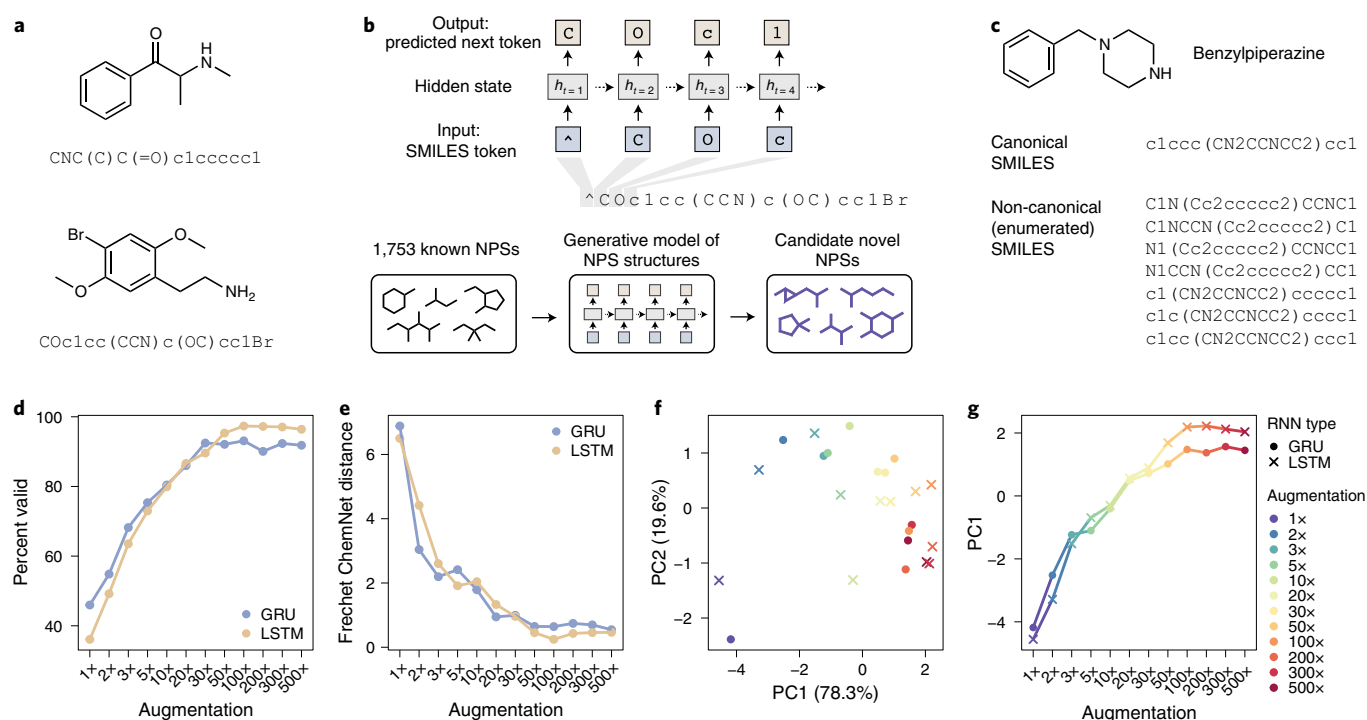 a
O
H
N
CNC(C)C(=O)c1ccccc1
Br
O
O
NH2
COc1cc(CCN)c(OC)cc1Br
b
Output:
predicted next token
C
O
c
1
Hidden state
ht = 1
ht = 2
ht = 3
ht = 4
Input:
SMILES token
^
C
O
c
^COc1cc(CCN)c(OC)cc1Br
1,753 known NPSs
Generative model of
NPS structures
Candidate novel
NPSs
c
N
NH
Benzylpiperazine
Canonical
SMILES
c1ccc(CN2CCNCC2)cc1
Non-canonical
(enumerated)
SMILES
C1N(Cc2ccccc2)CCNC1
C1NCCN(Cc2ccccc2)C1
N1(Cc2ccccc2)CCNCC1
N1CCN(Cc2ccccc2)CC1
c1(CN2CCNCC2)ccccc1
c1c(CN2CCNCC2)cccc1
c1cc(CN2CCNCC2)ccc1
d
Percent valid
100
80
60
40
GRU
LSTM
1×
2×
3×
5×
10×
20×
30×
50×
100×
200×
300×
500×
Augmentation
e
Frechet ChemNet distance
6
4
2
0
GRU
LSTM
1×
2×
3×
5×
10×
20×
30×
50×
100×
200×
300×
500×
Augmentation
f
PC2 (19.6%)
1
0
−1
−2
−4
−2
0
2
PC1 (78.3%)
g
PC1
2
0
−2
−4
1×
2×
3×
5×
10×
20×
30×
50×
100×
200×
300×
500×
Augmentation
RNN type
GRU
LSTM
Augmentation
1×
2×
3×
5×
10×
20×
30×
50×
100×
200×
300×
500×